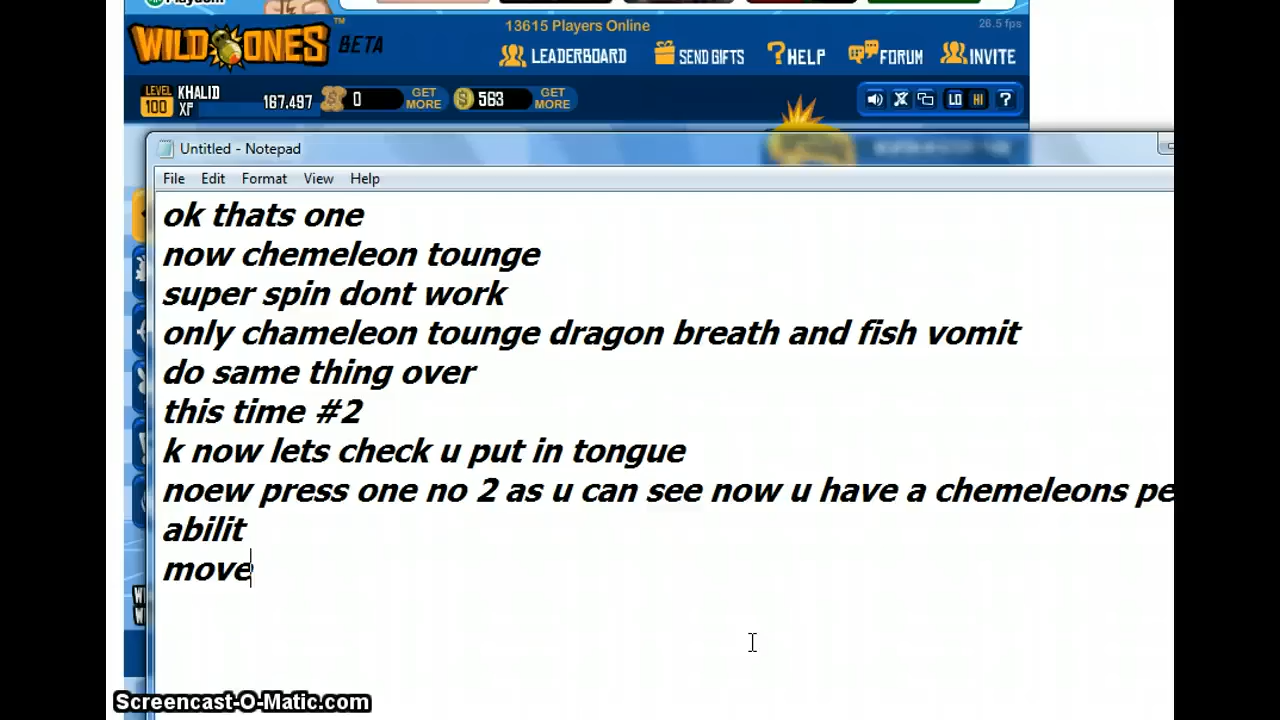 WILD ONES™ BETA
13615 Players Online
26.5 fps
LEADERBOARD SEND GIFTS ? HELP FORUM INVITE
LEVEL 100 KHALID XP 167,497 0 GET MORE 563 GET MORE LO HI ?
Untitled - Notepad
File Edit Format View Help
ok thats one
now chemeleon tounge
super spin dont work
only chameleon tounge dragon breath and fish vomit
do same thing over
this time #2
k now lets check u put in tongue
noew press one no 2 as u can see now u have a chemeleons pe
abilit
move
Screencast-O-Matic.com